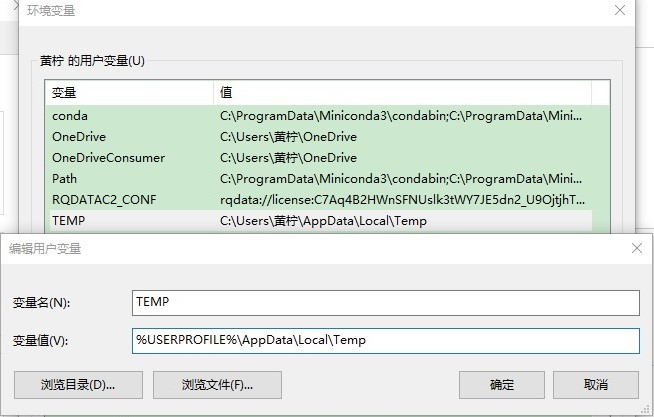 环境变量
黄柠 的用户变量(U)
变量 值
conda C:\ProgramData\Miniconda3\condabin;C:\ProgramData\Mini...
OneDrive C:\Users\黄柠\OneDrive
OneDriveConsumer C:\Users\黄柠\OneDrive
Path C:\ProgramData\Miniconda3\condabin;C:\ProgramData\Mini...
RQDATAC2_CONF rqdata://license:C7Aq4B2HWnSFNUslk3tWY7JE5dn2_U9OjtjhT...
TEMP C:\Users\黄柠\AppData\Local\Temp
编辑用户变量
变量名(N): TEMP
变量值(V): %USERPROFILE%\AppData\Local\Temp
浏览目录(D)... 浏览文件(F)... 确定 取消